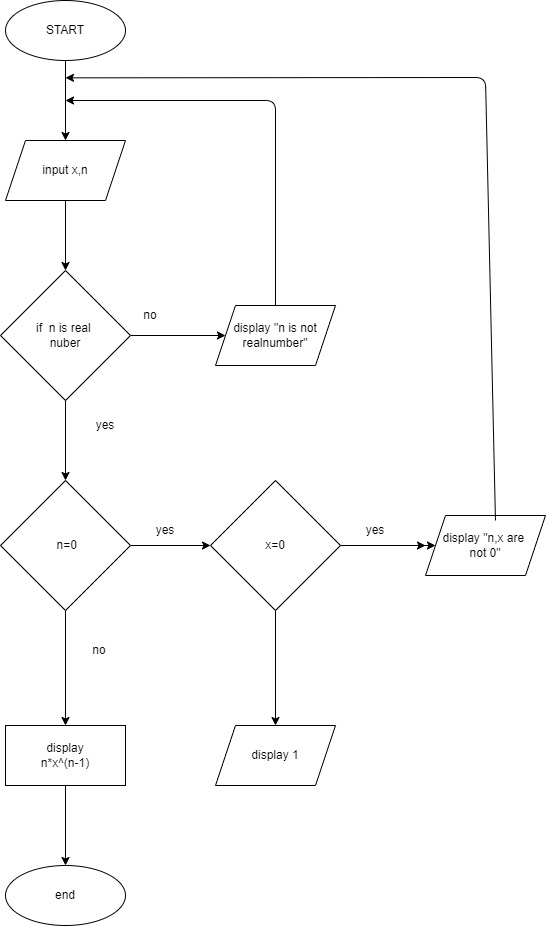 START
input x,n
if  n is real
nuber
no
display "n is not
realnumber"
yes
n=0
yes
x=0
yes
display "n,x are
not 0"
no
display
n*x^(n-1)
display 1
end